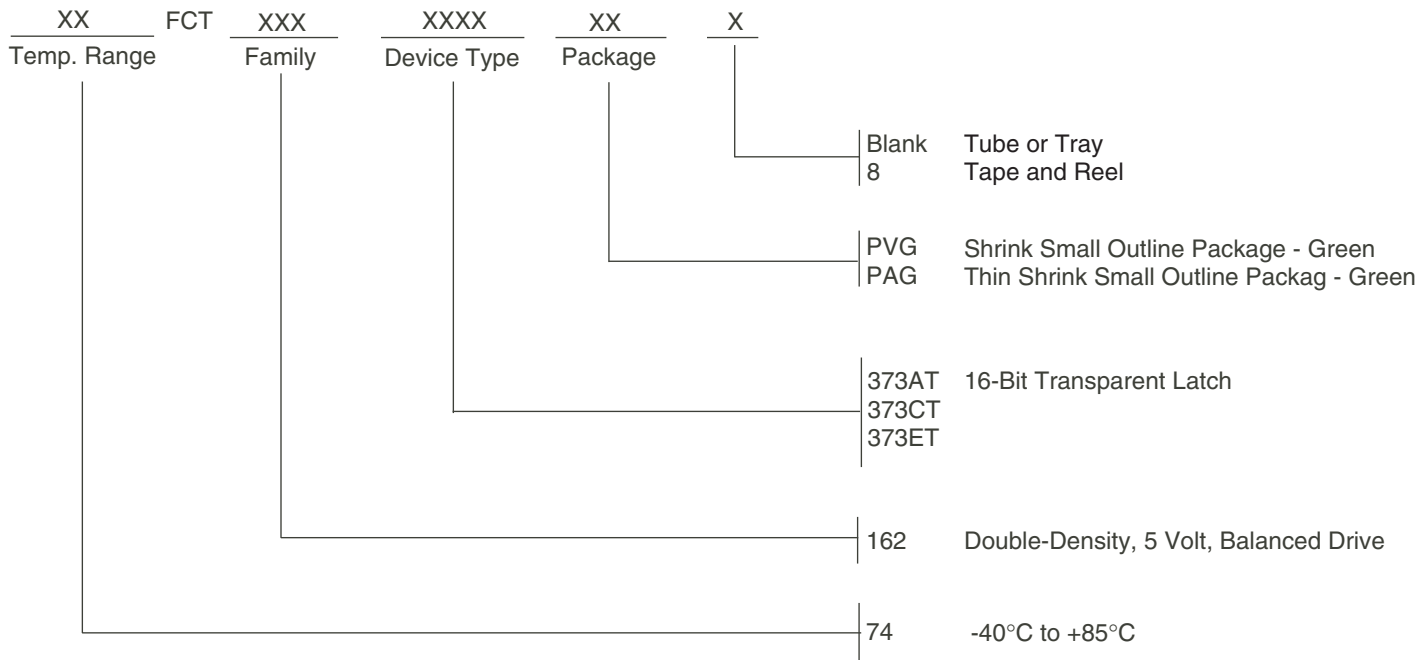 XX FCT XXX XXXX XX X
Temp. Range Family Device Type Package
Blank Tube or Tray
8 Tape and Reel
PVG Shrink Small Outline Package - Green
PAG Thin Shrink Small Outline Packag - Green
373AT 16-Bit Transparent Latch
373CT
373ET
162 Double-Density, 5 Volt, Balanced Drive
74 -40°C to +85°C